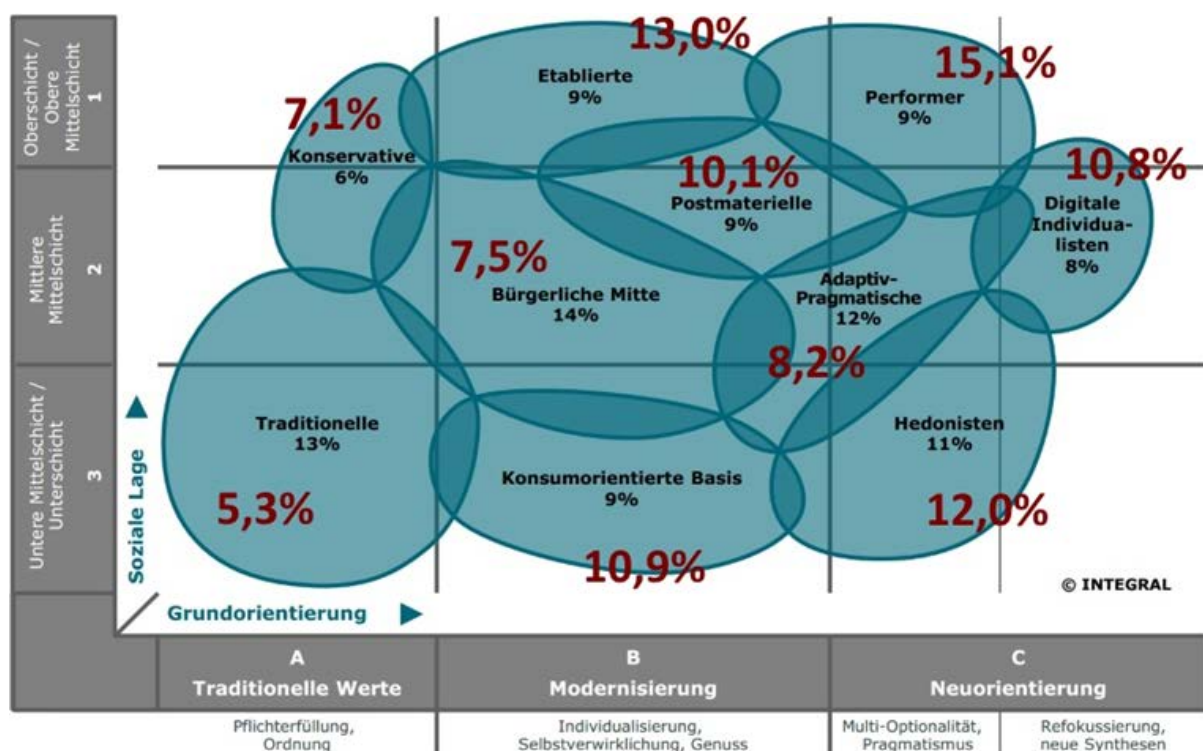 Oberschicht /
Obere
Mittelschicht
1
Mittlere
Mittelschicht
2
Untere Mittelschicht /
Unterschicht
3
Soziale Lage
13,0%
Etablierte
9%
15,1%
Performer
9%
7,1%
Konservative
6%
10,1%
Postmaterielle
9%
10,8%
Digitale
Individua-
listen
8%
7,5%
Bürgerliche Mitte
14%
Adaptiv-
Pragmatische
12%
8,2%
Traditionelle
13%
5,3%
Konsumorientierte Basis
9%
10,9%
Hedonisten
11%
12,0%
© INTEGRAL
Grundorientierung
A
Traditionelle Werte
B
Modernisierung
C
Neuorientierung
Pflichterfüllung,
Ordnung
Individualisierung,
Selbstverwirklichung, Genuss
Multi-Optionalität,
Pragmatismus
Refokussierung,
neue Synthesen